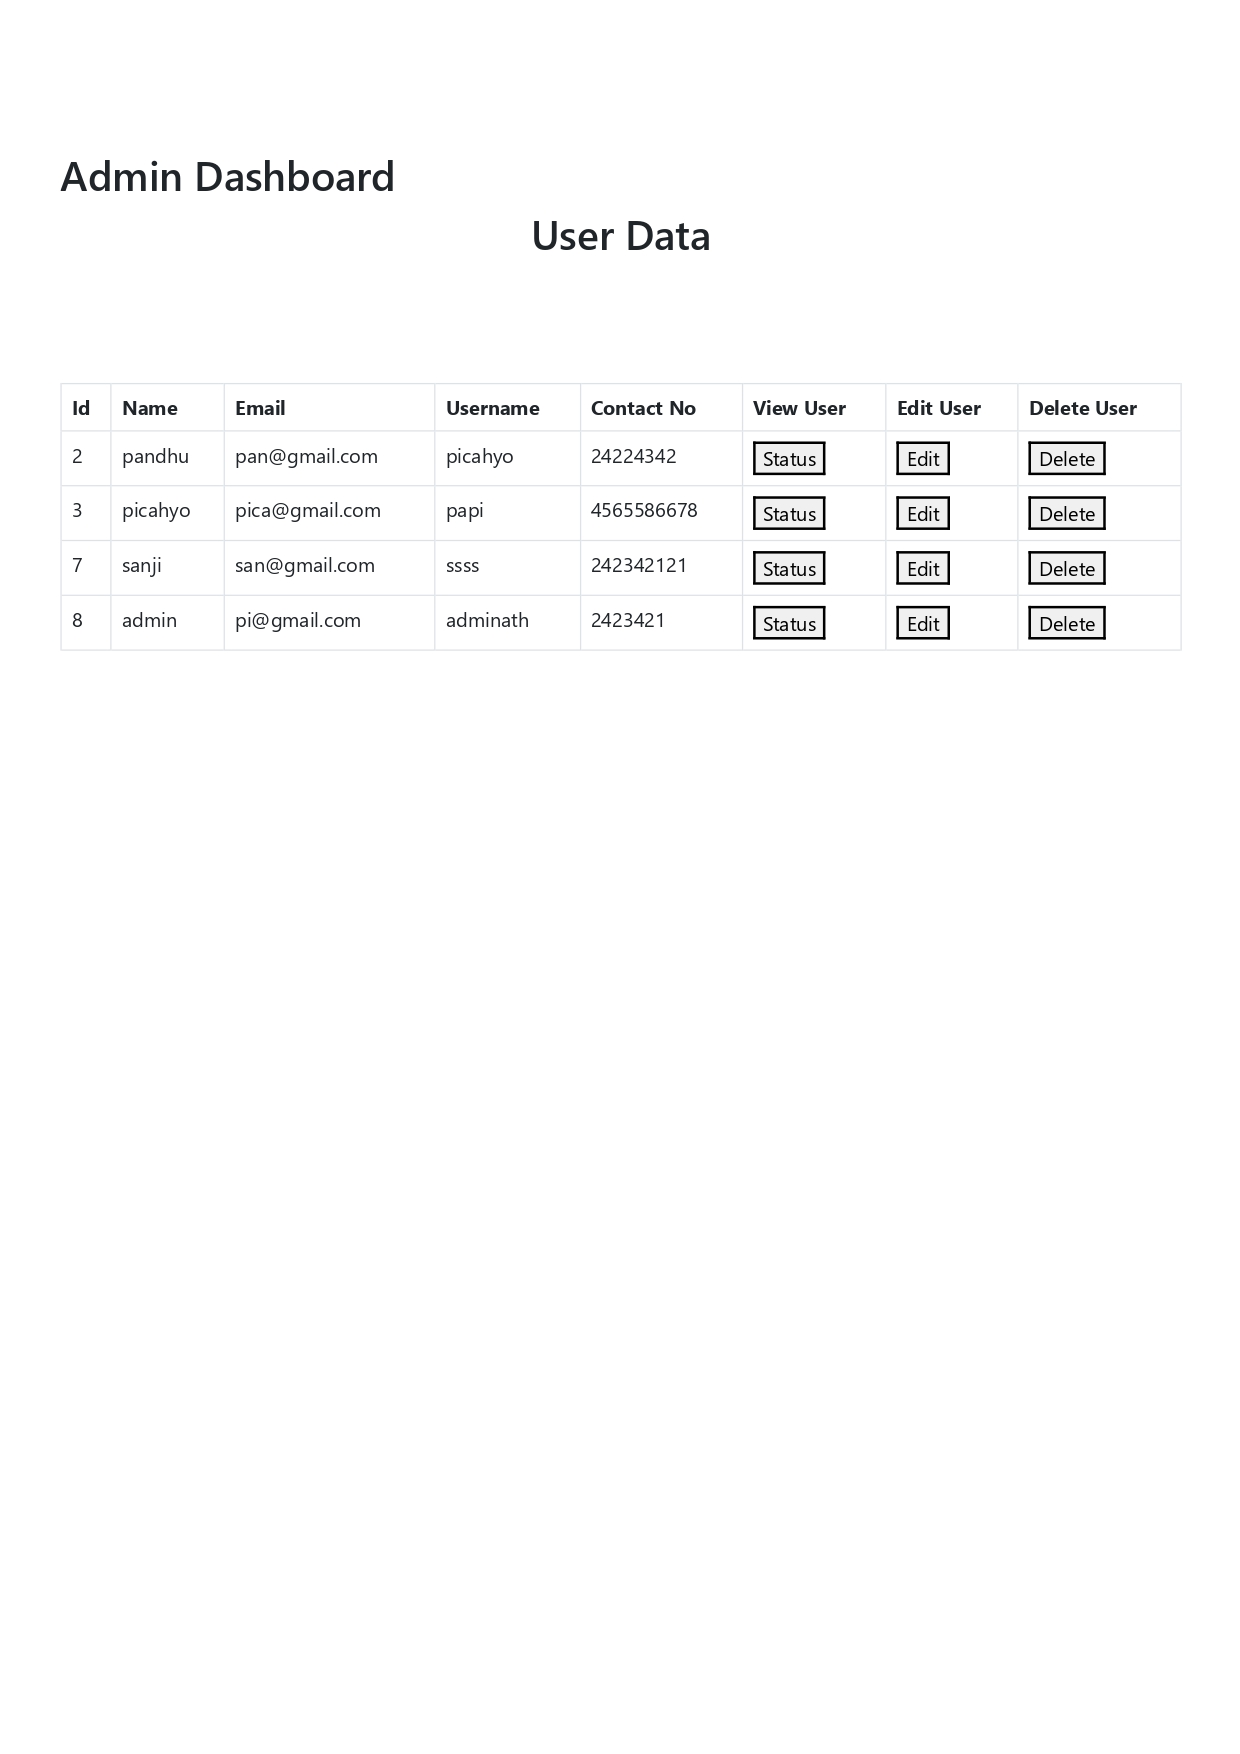 Admin Dashboard
User Data
Id Name Email Username Contact No View User Edit User Delete User
2 pandhu pan@gmail.com picahyo 24224342 Status Edit Delete
3 picahyo pica@gmail.com papi 4565586678 Status Edit Delete
7 sanji san@gmail.com ssss 242342121 Status Edit Delete
8 admin pi@gmail.com adminath 2423421 Status Edit Delete